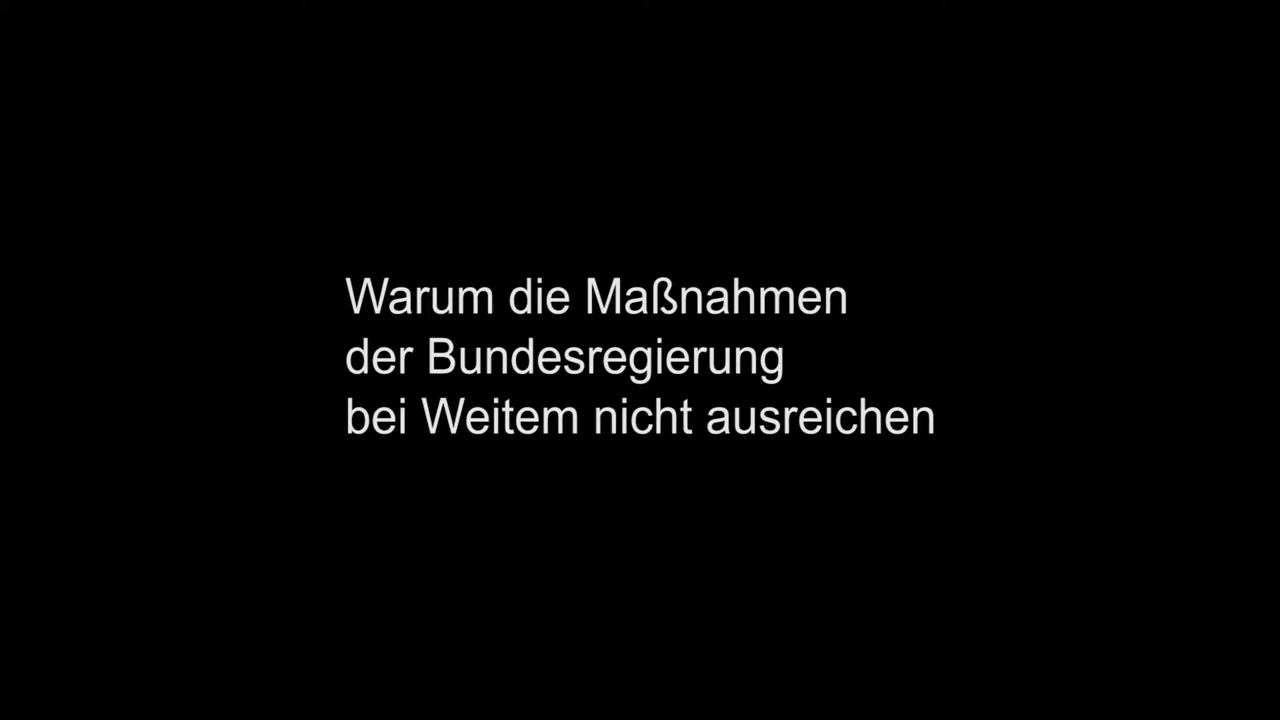 Warum die Maßnahmen
der Bundesregierung
bei Weitem nicht ausreichen